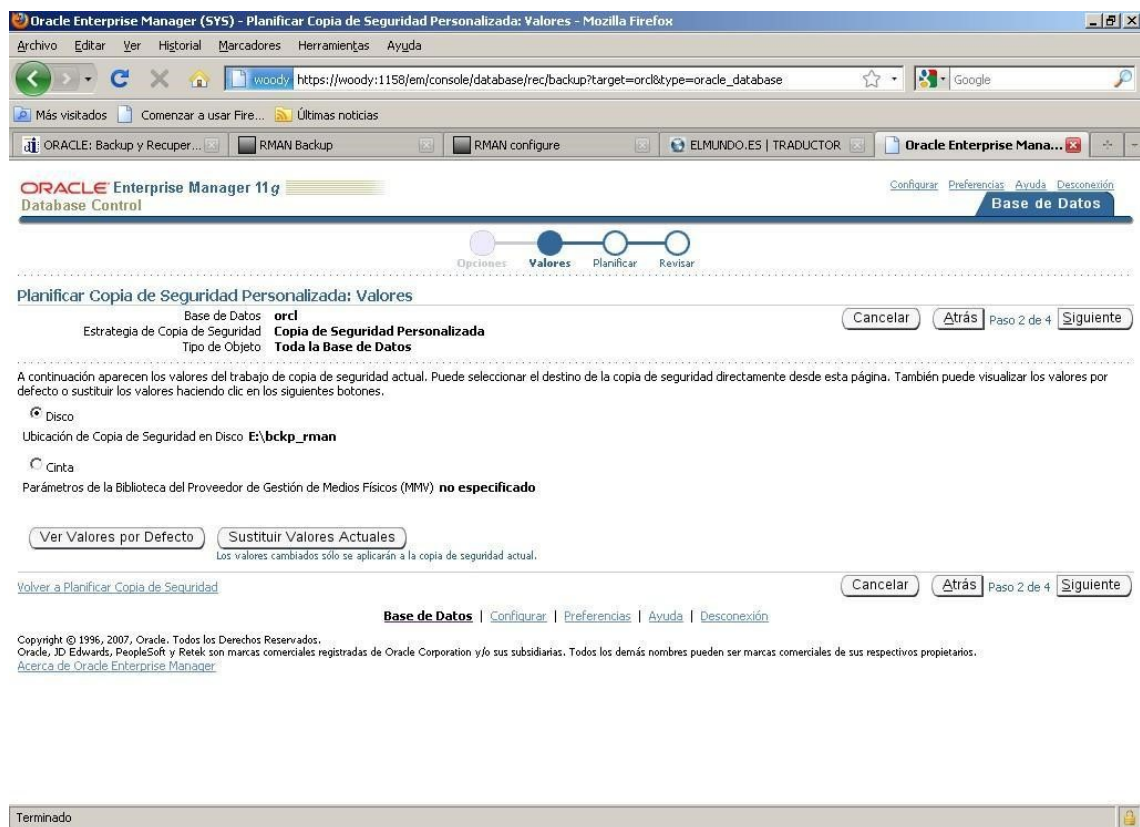 Oracle Enterprise Manager (SYS) - Planificar Copia de Seguridad Personalizada: Valores - Mozilla Firefox
Archivo Editar Ver Historial Marcadores Herramientas Ayuda
woody https://woody:1158/em/console/database/rec/backup?target=orcl&type=oracle_database Google
Más visitados Comenzar a usar Fire... Últimas noticias
ORACLE: Backup y Recuper... RMAN Backup RMAN configure ELMUNDO.ES | TRADUCTOR Oracle Enterprise Mana...
ORACLE Enterprise Manager 11g
Database Control
Configurar Preferencias Ayuda Desconexión
Base de Datos
Opciones Valores Planificar Revisar
Planificar Copia de Seguridad Personalizada: Valores
Base de Datos orcl
Estrategia de Copia de Seguridad Copia de Seguridad Personalizada
Tipo de Objeto Toda la Base de Datos
Cancelar Atrás Paso 2 de 4 Siguiente
A continuación aparecen los valores del trabajo de copia de seguridad actual. Puede seleccionar el destino de la copia de seguridad directamente desde esta página. También puede visualizar los valores por
defecto o sustituir los valores haciendo clic en los siguientes botones.
Disco
Ubicación de Copia de Seguridad en Disco E:\bckp_rman
Cinta
Parámetros de la Biblioteca del Proveedor de Gestión de Medios Físicos (MMV) no especificado
Ver Valores por Defecto Sustituir Valores Actuales
Los valores cambiados sólo se aplicarán a la copia de seguridad actual.
Volver a Planificar Copia de Seguridad
Cancelar Atrás Paso 2 de 4 Siguiente
Base de Datos | Configurar | Preferencias | Ayuda | Desconexión
Copyright © 1996, 2007, Oracle. Todos los Derechos Reservados.
Oracle, JD Edwards, PeopleSoft y Retek son marcas comerciales registradas de Oracle Corporation y/o sus subsidiarias. Todos los demás nombres pueden ser marcas comerciales de sus respectivos propietarios.
Acerca de Oracle Enterprise Manager
Terminado